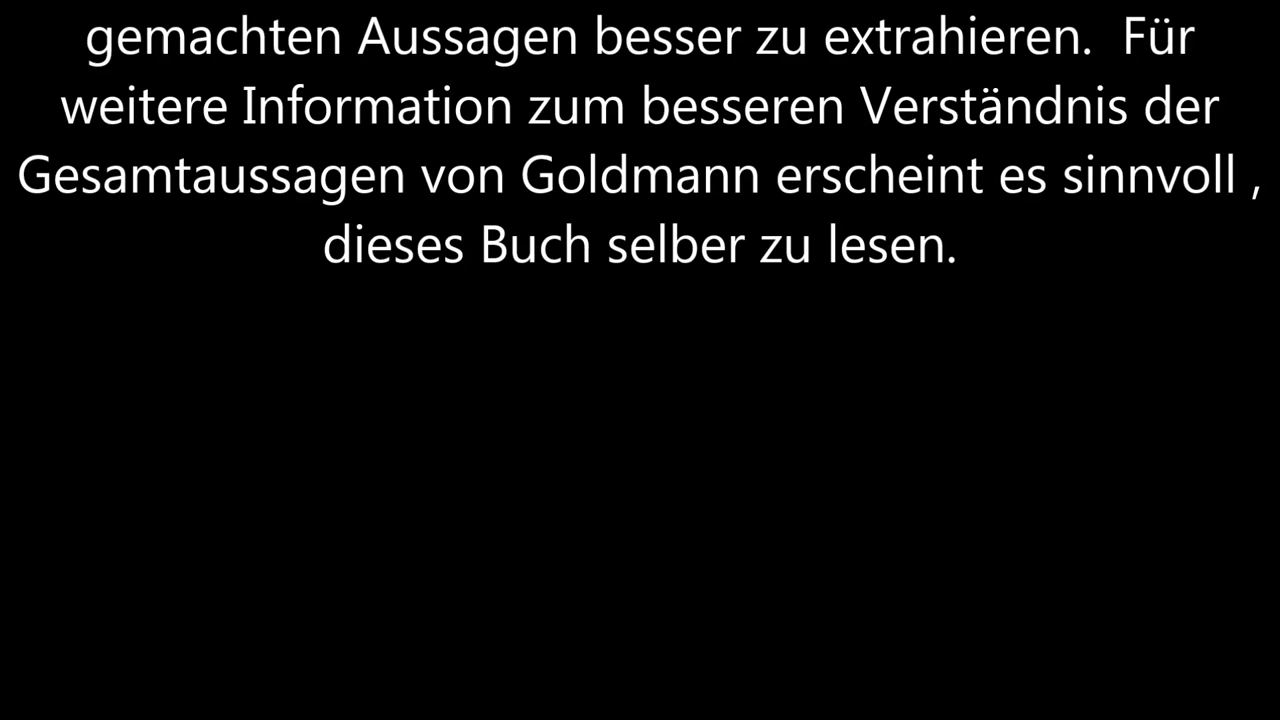 gemachten Aussagen besser zu extrahieren.  Für
weitere Information zum besseren Verständnis der
Gesamtaussagen von Goldmann erscheint es sinnvoll ,
dieses Buch selber zu lesen.